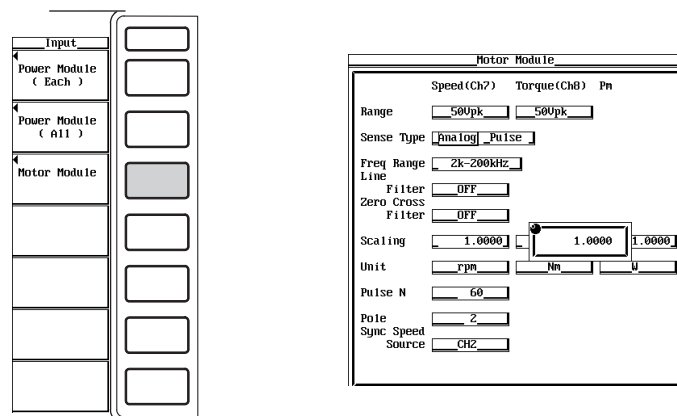 Input
Power Module
( Each )
Power Module
( All )
Motor Module
Motor Module
Speed(Ch7) Torque(Ch8) Pm
Range 50Vpk 50Vpk
Sense Type Analog Pulse
Freq Range 2k-200kHz
Line
Filter OFF
Zero Cross
Filter OFF
Scaling 1.0000 1.0000 1.0000
Unit rpm Nm W
Pulse N 60
Pole 2
Sync Speed
Source CH2